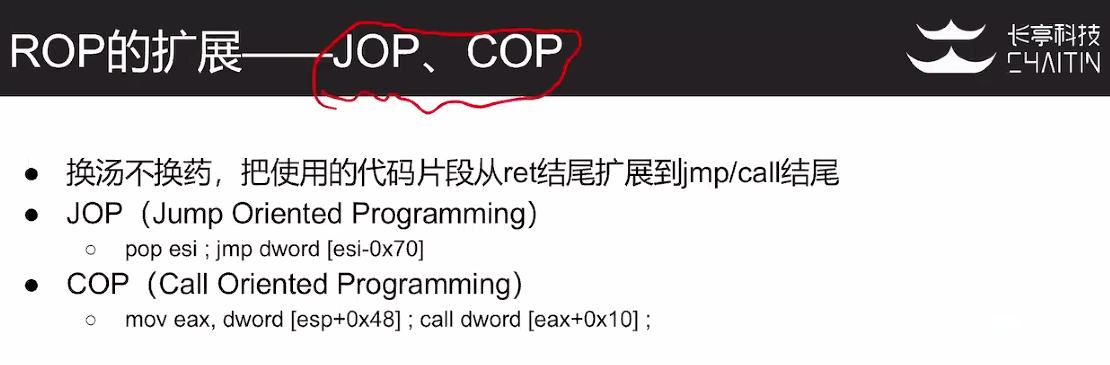 ROP的扩展——JOP、COP
长亭科技
CHAITIN
换汤不换药，把使用的代码片段从ret结尾扩展到jmp/call结尾
JOP（Jump Oriented Programming）
pop esi ; jmp dword [esi-0x70]
COP（Call Oriented Programming）
mov eax, dword [esp+0x48] ; call dword [eax+0x10] ;